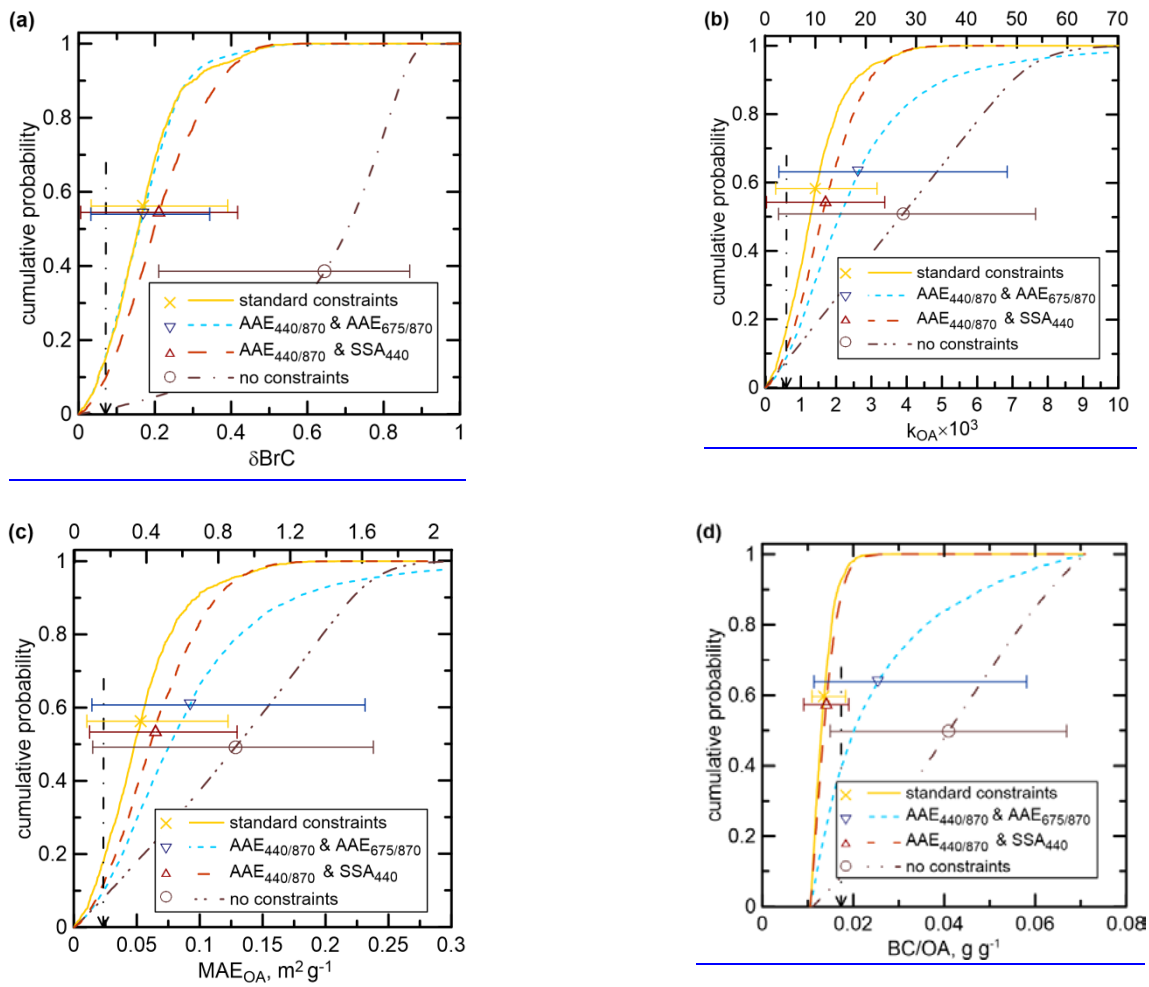 (a)
1
0.8
0.6
0.4
0.2
0
cumulative probability
standard constraints
AAE440/870 & AAE675/870
AAE440/870 & SSA440
no constraints
0 0.2 0.4 0.6 0.8 1
δBrC
(b)
0 10 20 30 40 50 60 70
1
0.8
0.6
0.4
0.2
0
cumulative probability
standard constraints
AAE440/870 & AAE675/870
AAE440/870 & SSA440
no constraints
0 1 2 3 4 5 6 7 8 9 10
kOA×10³
(c)
0 0.4 0.8 1.2 1.6 2
1
0.8
0.6
0.4
0.2
0
cumulative probability
standard constraints
AAE440/870 & AAE675/870
AAE440/870 & SSA440
no constraints
0 0.05 0.1 0.15 0.2 0.25 0.3
MAEOA, m² g⁻¹
(d)
1
0.8
0.6
0.4
0.2
0
cumulative probability
standard constraints
AAE440/870 & AAE675/870
AAE440/870 & SSA440
no constraints
0 0.02 0.04 0.06 0.08
BC/OA, g g⁻¹